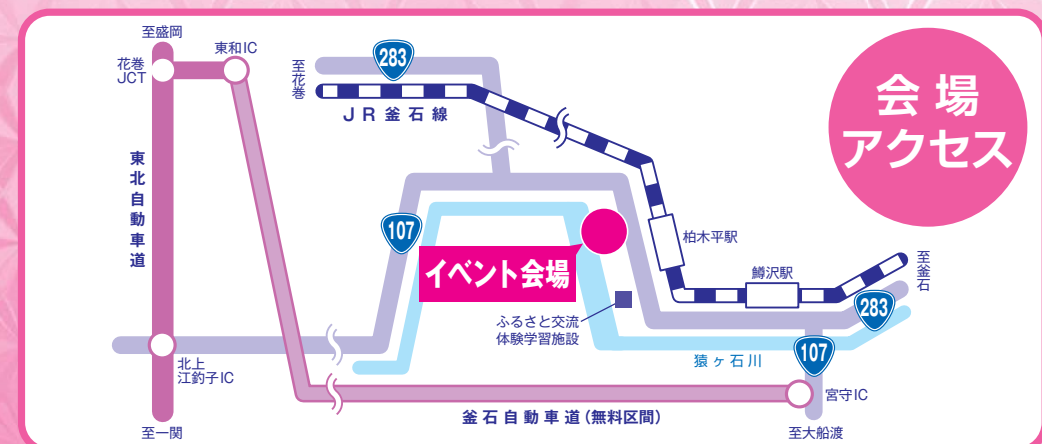 至盛岡
東和IC
花巻
JCT
至花巻
283
JR釜石線
会場
アクセス
東北自動車道
107
イベント会場
柏木平駅
鱒沢駅
至釜石
283
ふるさと交流
体験学習施設
猿ヶ石川
107
北上
江釣子IC
宮守IC
釜石自動車道(無料区間)
至一関
至大船渡